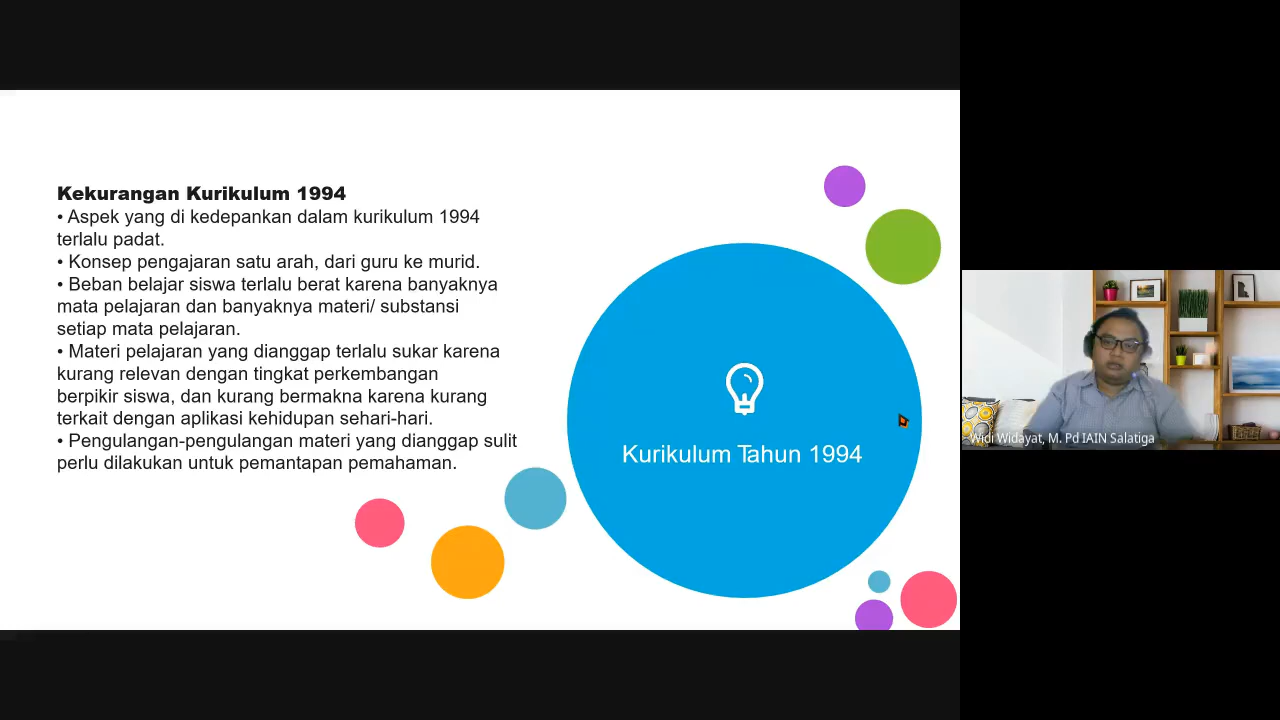 Kekurangan Kurikulum 1994
• Aspek yang di kedepankan dalam kurikulum 1994
terlalu padat.
• Konsep pengajaran satu arah, dari guru ke murid.
• Beban belajar siswa terlalu berat karena banyaknya
mata pelajaran dan banyaknya materi/ substansi
setiap mata pelajaran.
• Materi pelajaran yang dianggap terlalu sukar karena
kurang relevan dengan tingkat perkembangan
berpikir siswa, dan kurang bermakna karena kurang
terkait dengan aplikasi kehidupan sehari-hari.
• Pengulangan-pengulangan materi yang dianggap sulit
perlu dilakukan untuk pemantapan pemahaman.
Kurikulum Tahun 1994
Widi Widayat, M. Pd IAIN Salatiga